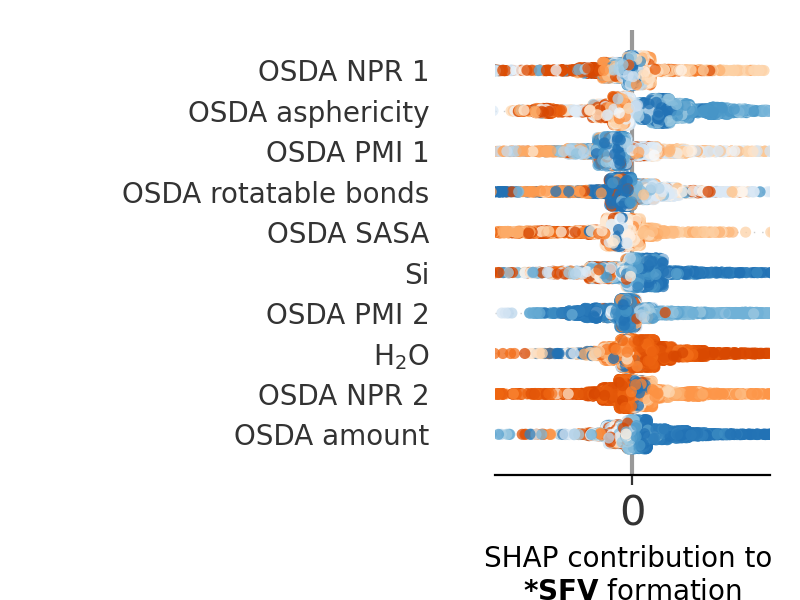 OSDA NPR 1
OSDA asphericity
OSDA PMI 1
OSDA rotatable bonds
OSDA SASA
Si
OSDA PMI 2
H₂O
OSDA NPR 2
OSDA amount
0
SHAP contribution to
*SFV formation